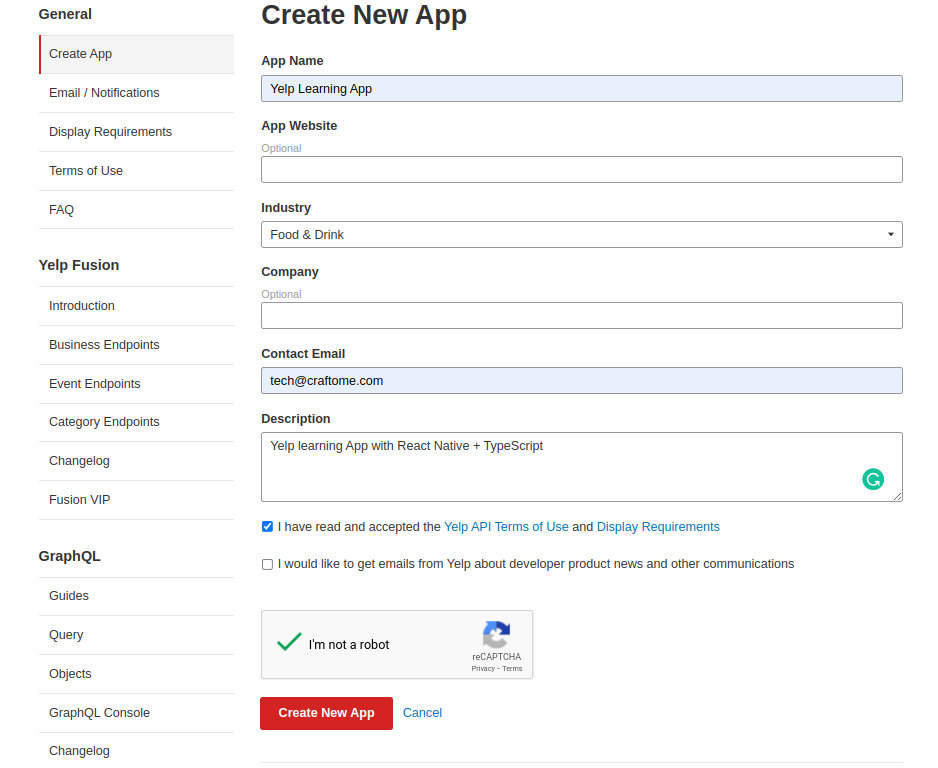 General
Create App
Email / Notifications
Display Requirements
Terms of Use
FAQ
Yelp Fusion
Introduction
Business Endpoints
Event Endpoints
Category Endpoints
Changelog
Fusion VIP
GraphQL
Guides
Query
Objects
GraphQL Console
Changelog
Create New App
App Name
Yelp Learning App
App Website
Optional
Industry
Food & Drink
Company
Optional
Contact Email
tech@craftome.com
Description
Yelp learning App with React Native + TypeScript
I have read and accepted the Yelp API Terms of Use and Display Requirements
I would like to get emails from Yelp about developer product news and other communications
I'm not a robot
reCAPTCHA
Privacy - Terms
Create New App Cancel